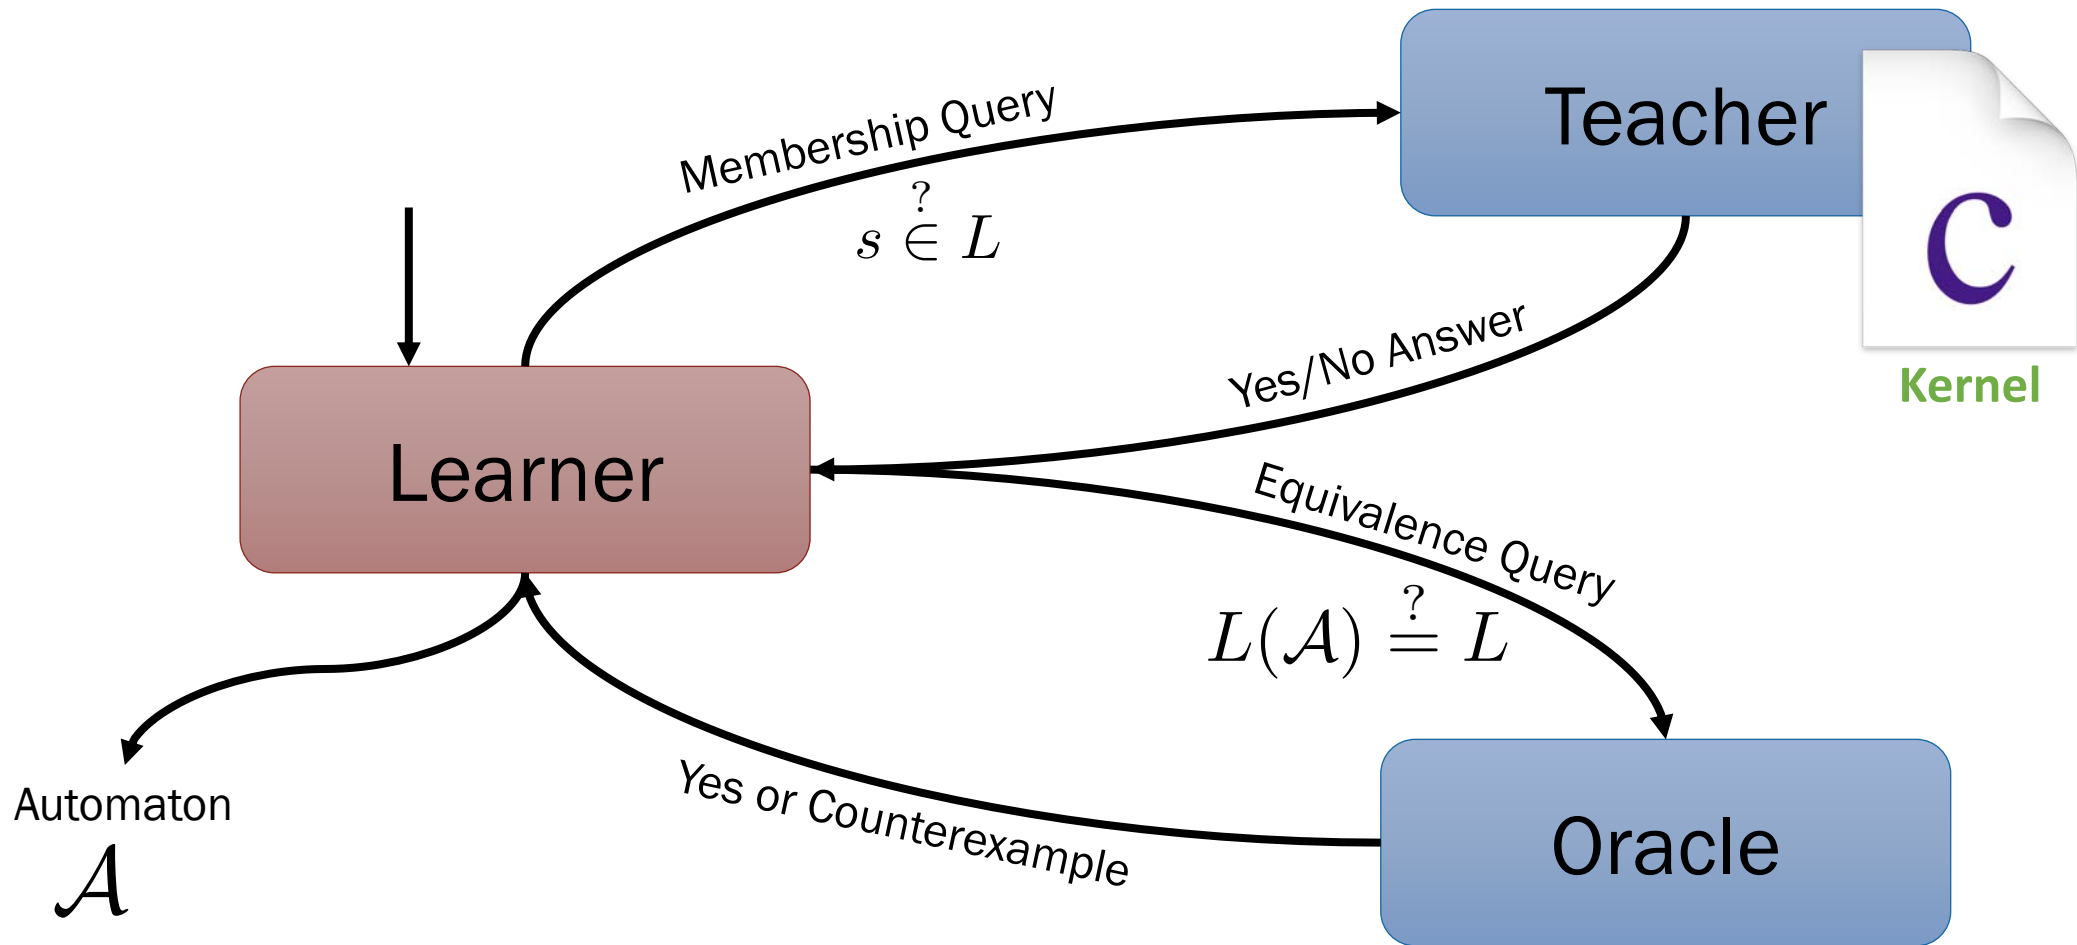 Teacher
Membership Query
s ∈? L
C
Yes/No Answer
Kernel
Learner
Equivalence Query
L(𝒜) =? L
Yes or Counterexample
Automaton
𝒜
Oracle